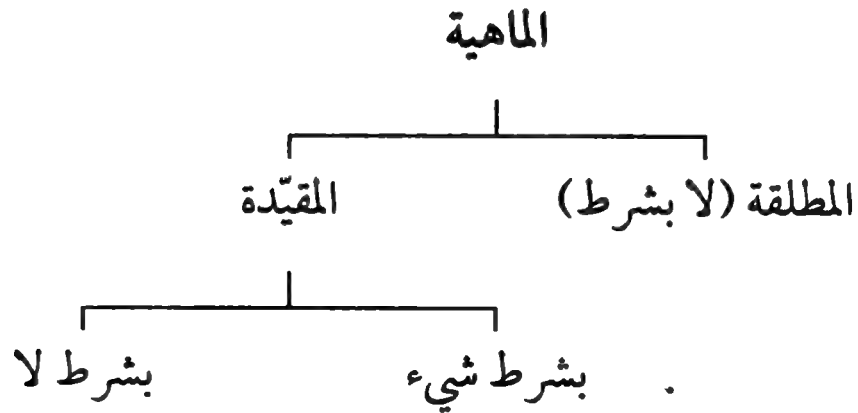 الماهية
المطلقة (لا بشرط) المقيّدة
بشرط شيء بشرط لا